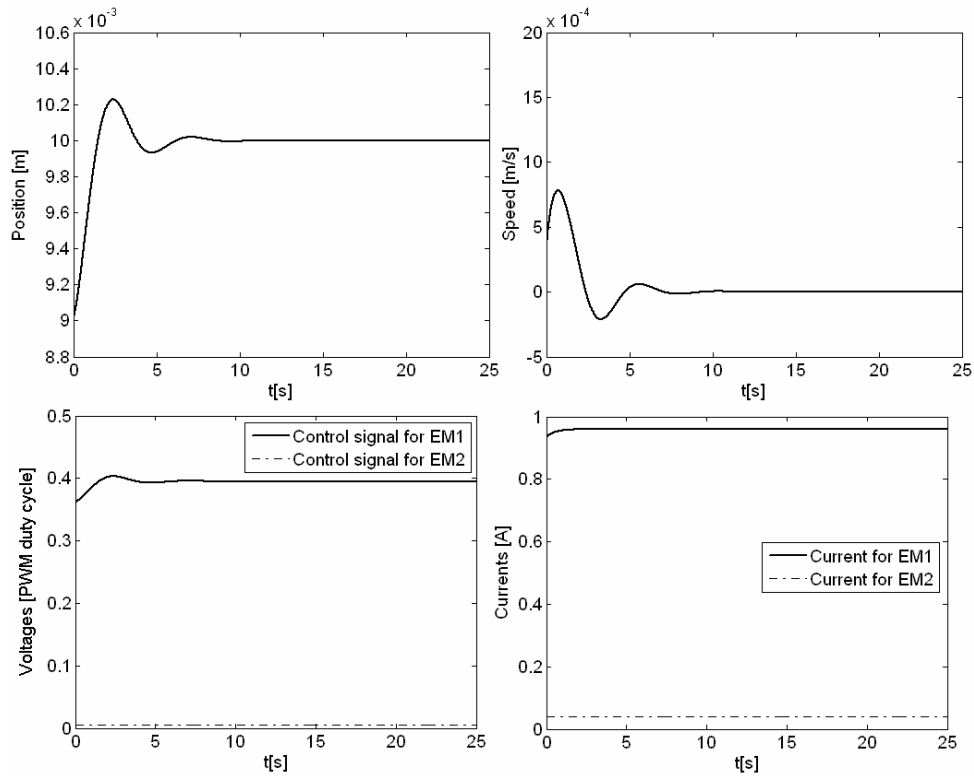 x 10⁻³
10.6
10.4
10.2
10
9.8
9.6
9.4
9.2
9
8.8
Position [m]
0 5 10 15 20 25
t[s]
x 10⁻⁴
20
15
10
5
0
-5
Speed [m/s]
0 5 10 15 20 25
t[s]
0.5
0.4
0.3
0.2
0.1
0
Voltages [PWM duty cycle]
Control signal for EM1
Control signal for EM2
0 5 10 15 20 25
t[s]
1
0.8
0.6
0.4
0.2
0
Currents [A]
Current for EM1
Current for EM2
0 5 10 15 20 25
t[s]